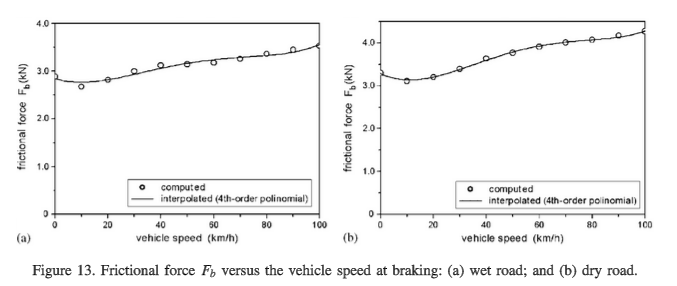 4.0
3.0
2.0
1.0
0
frictional force Fb(kN)
computed
interpolated (4th-order polinomial)
0 20 40 60 80 100
(a) vehicle speed (km/h)
4.0
3.0
2.0
1.0
0
frictional force Fb(kN)
computed
interpolated (4th-order polinomial)
0 20 40 60 80 100
(b) vehicle speed (km/h)
Figure 13. Frictional force Fb versus the vehicle speed at braking: (a) wet road; and (b) dry road.